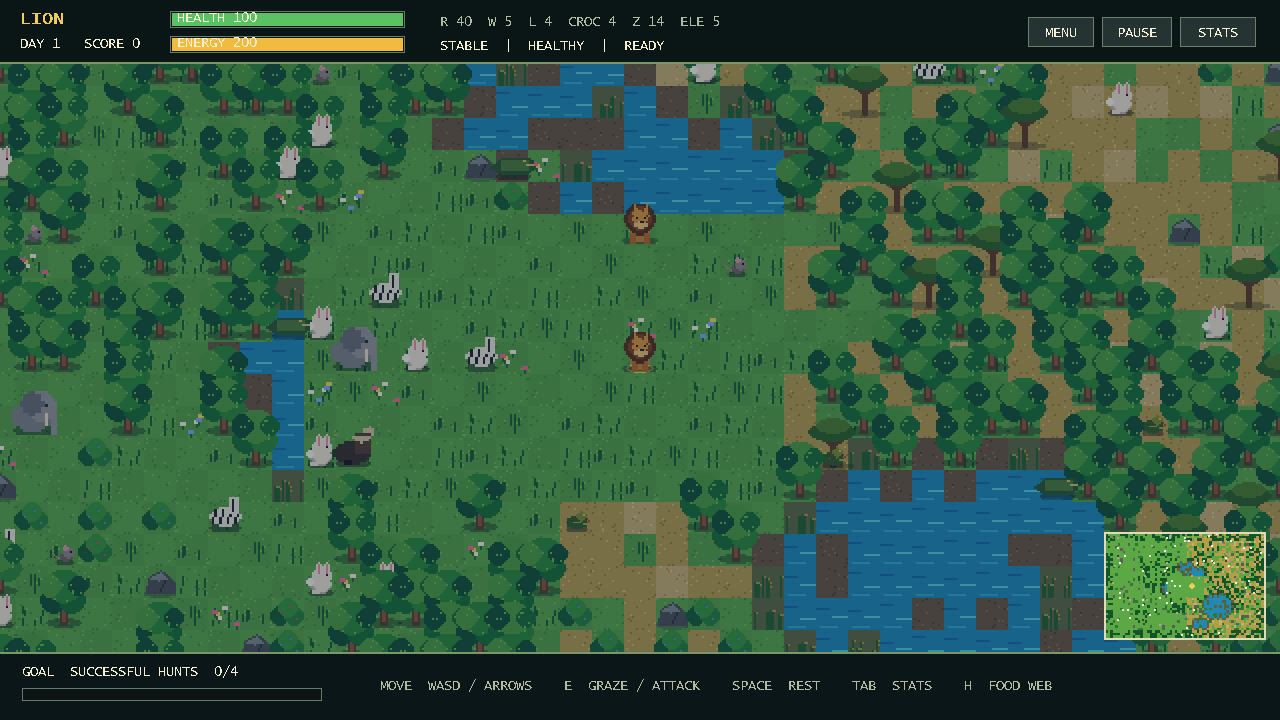 LION
HEALTH 100
R 40 W 5 L 4 CROC 4 Z 14 ELE 5
MENU
PAUSE
STATS
DAY 1 SCORE 0
ENERGY 200
STABLE | HEALTHY | READY
GOAL SUCCESSFUL HUNTS 0/4
MOVE WASD / ARROWS E GRAZE / ATTACK SPACE REST TAB STATS H FOOD WEB